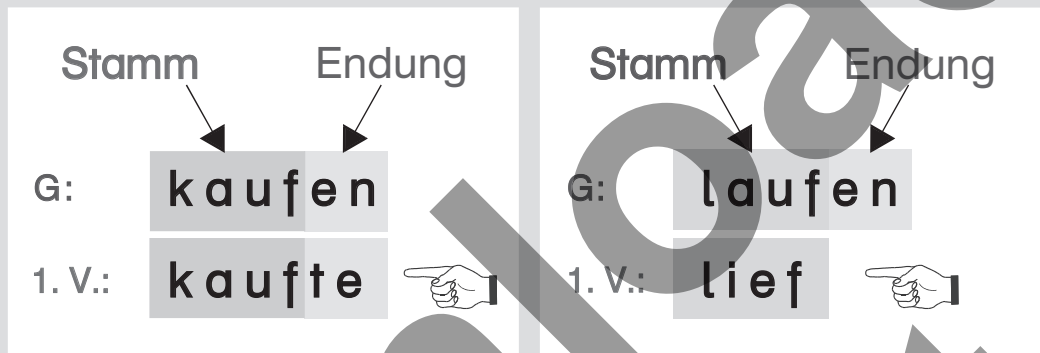 Stamm Endung
G: kaufen
1. V.: kaufte
Stamm Endung
G: laufen
1. V.: lief